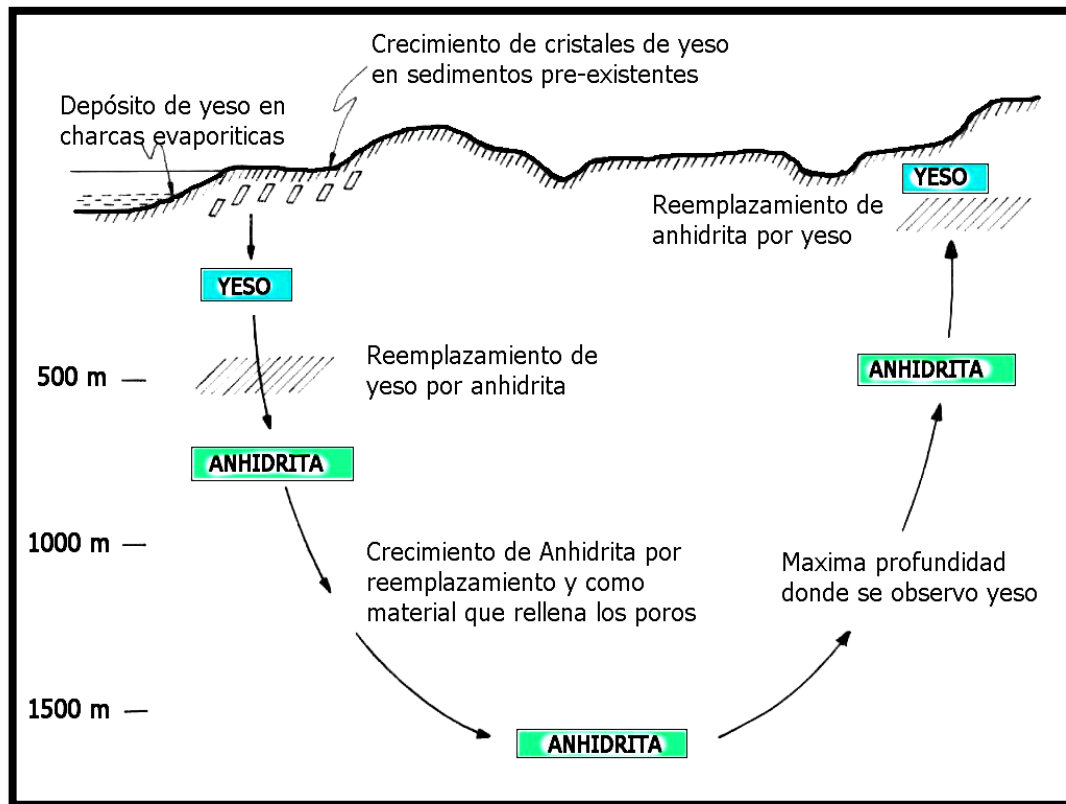 Crecimiento de cristales de yeso
en sedimentos pre-existentes
Depósito de yeso en
charcas evaporiticas
YESO
Reemplazamiento de
anhidrita por yeso
YESO
500 m
Reemplazamiento de
yeso por anhidrita
ANHIDRITA
ANHIDRITA
1000 m
Crecimiento de Anhidrita por
reemplazamiento y como
material que rellena los poros
Maxima profundidad
donde se observo yeso
1500 m
ANHIDRITA